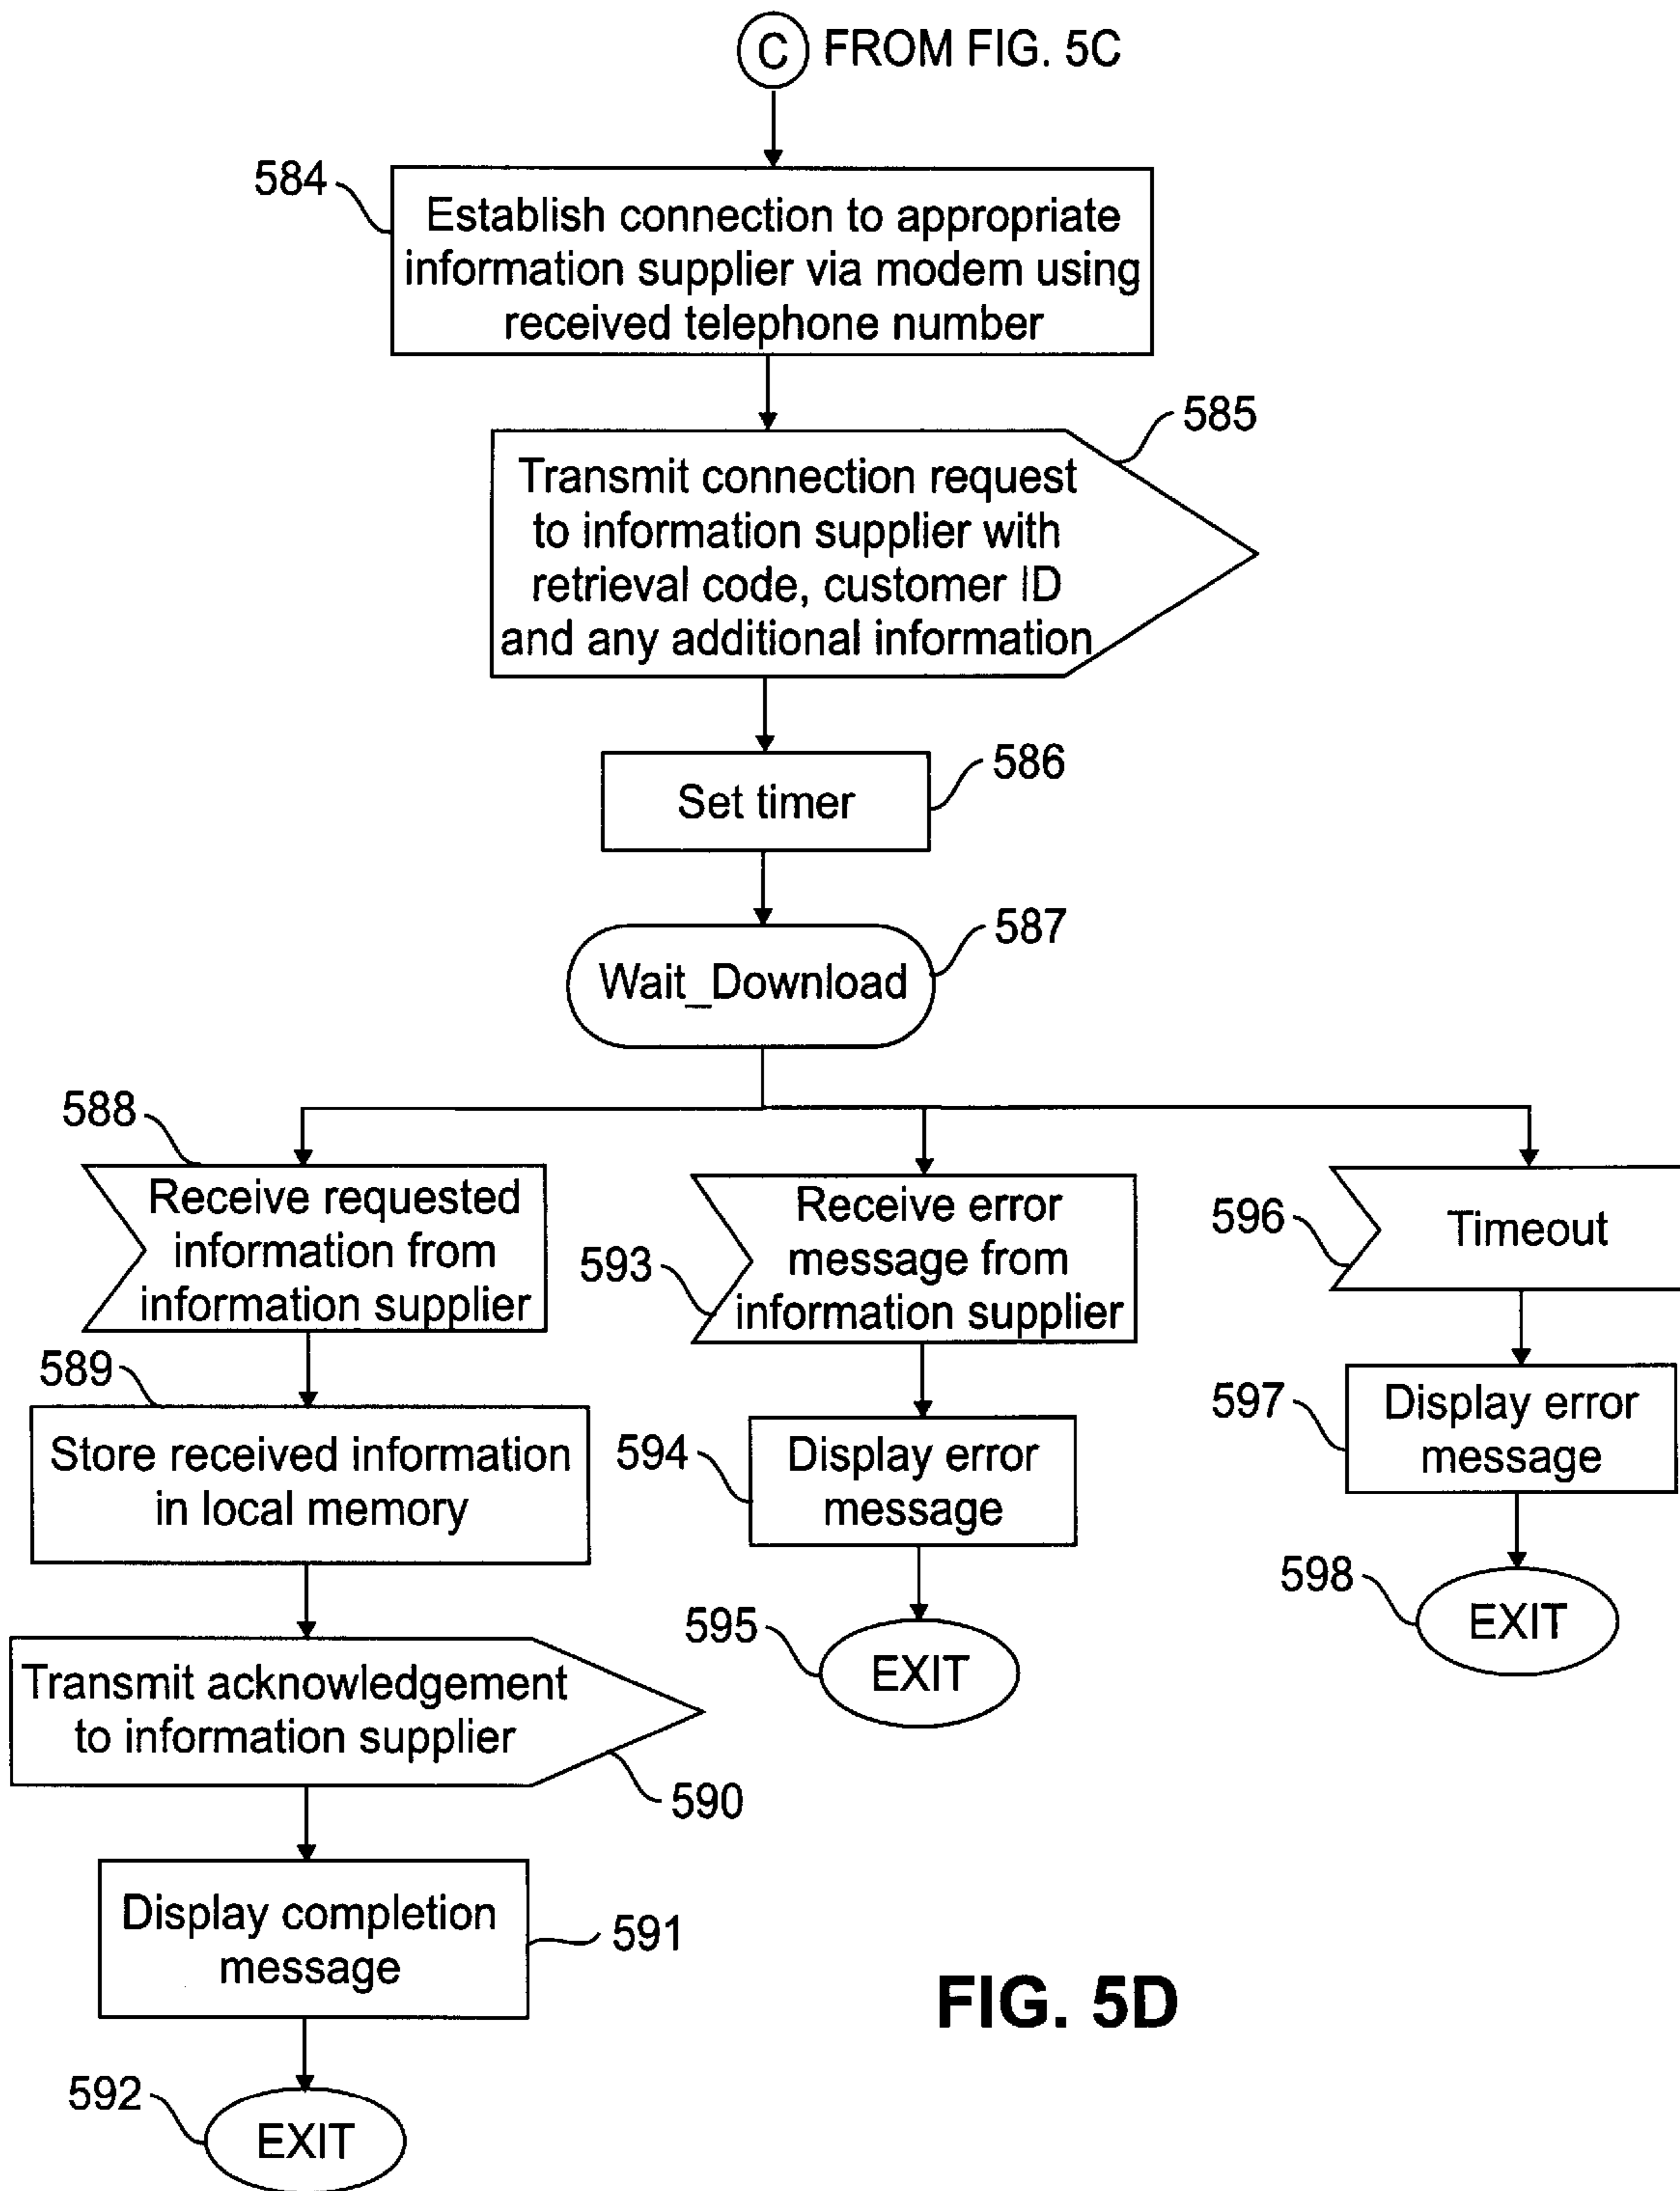 C FROM FIG. 5C
584
Establish connection to appropriate
information supplier via modem using
received telephone number
585
Transmit connection request
to information supplier with
retrieval code, customer ID
and any additional information
586
Set timer
587
Wait_Download
588
Receive requested
information from
information supplier
593
Receive error
message from
information supplier
596
Timeout
589
Store received information
in local memory
594
Display error
message
597
Display error
message
595
EXIT
598
EXIT
Transmit acknowledgement
to information supplier
590
Display completion
message
591
592
EXIT
FIG. 5D